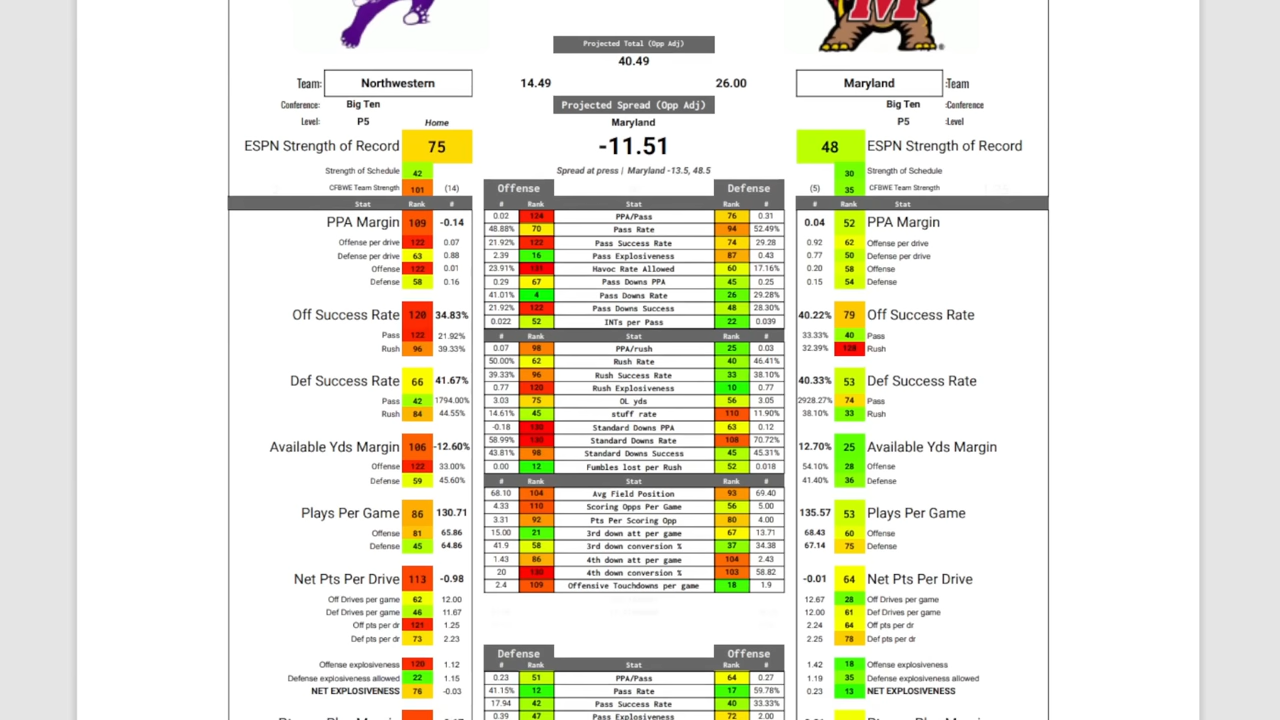 M
Projected Total (Opp Adj)
40.49
Team: Northwestern 14.49 26.00 Maryland :Team
Projected Spread (Opp Adj)
Conference: Big Ten Big Ten :Conference
Level: P5 Home Maryland P5 :Level
ESPN Strength of Record 75 -11.51 48 ESPN Strength of Record
Strength of Schedule 42 Spread at press | Maryland -13.5, 48.5 30 Strength of Schedule
CFBWE Team Strength 101 (14) Offense Defense (5) 35 CFBWE Team Strength
Stat Rank # # Rank Stat Rank # # Rank Stat
PPA Margin 109 -0.14 0.04 52 PPA Margin
Offense per drive 122 0.07 0.92 62 Offense per drive
Defense per drive 63 0.88 0.77 50 Defense per drive
Offense 122 0.01 0.20 58 Offense
Defense 58 0.16 0.15 54 Defense
Off Success Rate 120 34.83% 40.22% 79 Off Success Rate
Pass 122 21.92% 33.33% 40 Pass
Rush 96 39.33% 32.39% 128 Rush
Def Success Rate 66 41.67% 40.33% 53 Def Success Rate
Pass 42 1794.00% 2928.27% 74 Pass
Rush 84 44.55% 38.10% 33 Rush
Available Yds Margin 106 -12.60% 12.70% 25 Available Yds Margin
Offense 122 33.00% 54.10% 28 Offense
Defense 59 45.60% 41.40% 36 Defense
Plays Per Game 86 130.71 135.57 53 Plays Per Game
Offense 81 65.86 68.43 60 Offense
Defense 45 64.86 67.14 75 Defense
Net Pts Per Drive 113 -0.98 -0.01 64 Net Pts Per Drive
Off Drives per game 62 12.00 12.67 28 Off Drives per game
Def Drives per game 46 11.67 12.00 61 Def Drives per game
Off pts per dr 121 1.25 2.24 64 Off pts per dr
Def pts per dr 73 2.23 2.25 78 Def pts per dr
Offense explosiveness 120 1.12 1.42 18 Offense explosiveness
Defense explosiveness allowed 22 1.15 1.19 35 Defense explosiveness allowed
NET EXPLOSIVENESS 76 -0.03 0.23 13 NET EXPLOSIVENESS
0.02 124 PPA/Pass 76 0.31
48.88% 70 Pass Rate 94 52.49%
21.92% 122 Pass Success Rate 74 29.28
2.39 16 Pass Explosiveness 87 0.43
23.91% 131 Havoc Rate Allowed 60 17.16%
0.29 67 Pass Downs PPA 45 0.25
41.01% 4 Pass Downs Rate 26 29.28%
21.92% 122 Pass Downs Success 48 28.30%
0.022 52 INTs per Pass 22 0.039
# Rank Stat Rank #
0.07 98 PPA/rush 25 0.03
50.00% 62 Rush Rate 40 46.41%
39.33% 96 Rush Success Rate 33 38.10%
0.77 120 Rush Explosiveness 10 0.77
3.03 75 OL yds 56 3.05
14.61% 45 stuff rate 110 11.90%
-0.18 130 Standard Downs PPA 63 0.12
58.99% 130 Standard Downs Rate 108 70.72%
43.81% 98 Standard Downs Success 45 45.31%
0.00 12 Fumbles lost per Rush 52 0.018
# Rank Stat Rank #
68.10 104 Avg Field Position 93 69.40
4.33 110 Scoring Opps Per Game 56 5.00
3.31 92 Pts Per Scoring Opp 80 4.00
15.00 21 3rd down att per game 67 13.71
41.9 58 3rd down conversion % 37 34.38
1.43 86 4th down att per game 104 2.43
20 130 4th down conversion % 103 58.82
2.4 109 Offensive Touchdowns per game 18 1.9
Defense Offense
# Rank Stat Rank #
0.23 51 PPA/Pass 64 0.27
41.15% 12 Pass Rate 17 59.78%
17.94 42 Pass Success Rate 40 33.33%
0.39 47 Pass Explosiveness 72 2.00